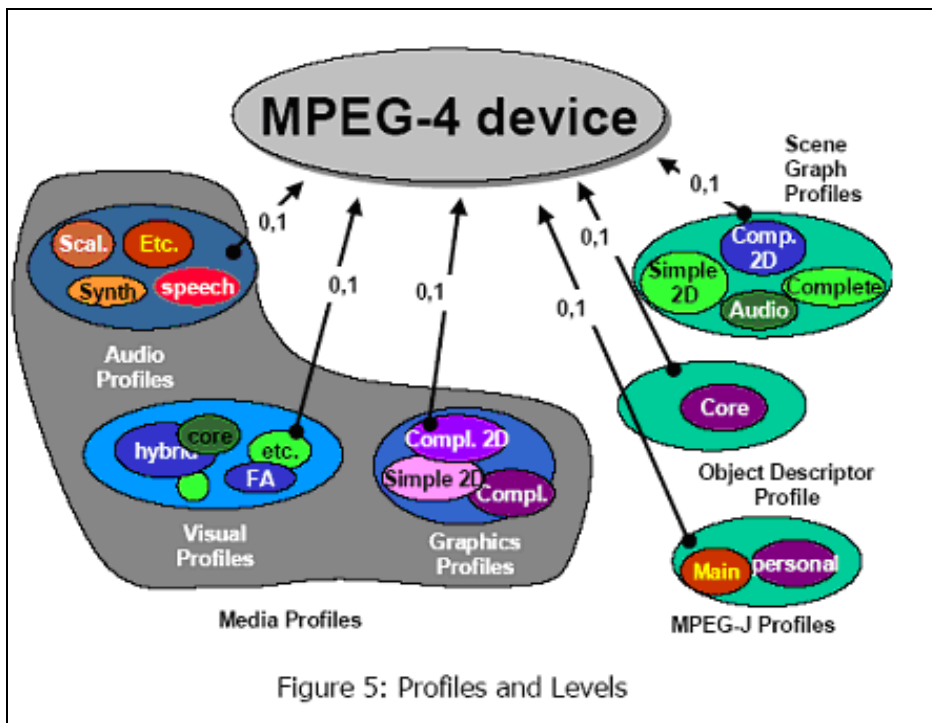 MPEG-4 device
Scene
Graph
Profiles
0,1
0,1
0,1
0,1
0,1
0,1
Scal.
Etc.
Synth
speech
Audio
Profiles
Comp.
2D
Simple
2D
Complete
Audio
Core
Object Descriptor
Profile
hybrid
core
etc.
FA
Visual
Profiles
Compl. 2D
Simple 2D
Compl.
Graphics
Profiles
Main
personal
MPEG-J Profiles
Media Profiles
Figure 5: Profiles and Levels